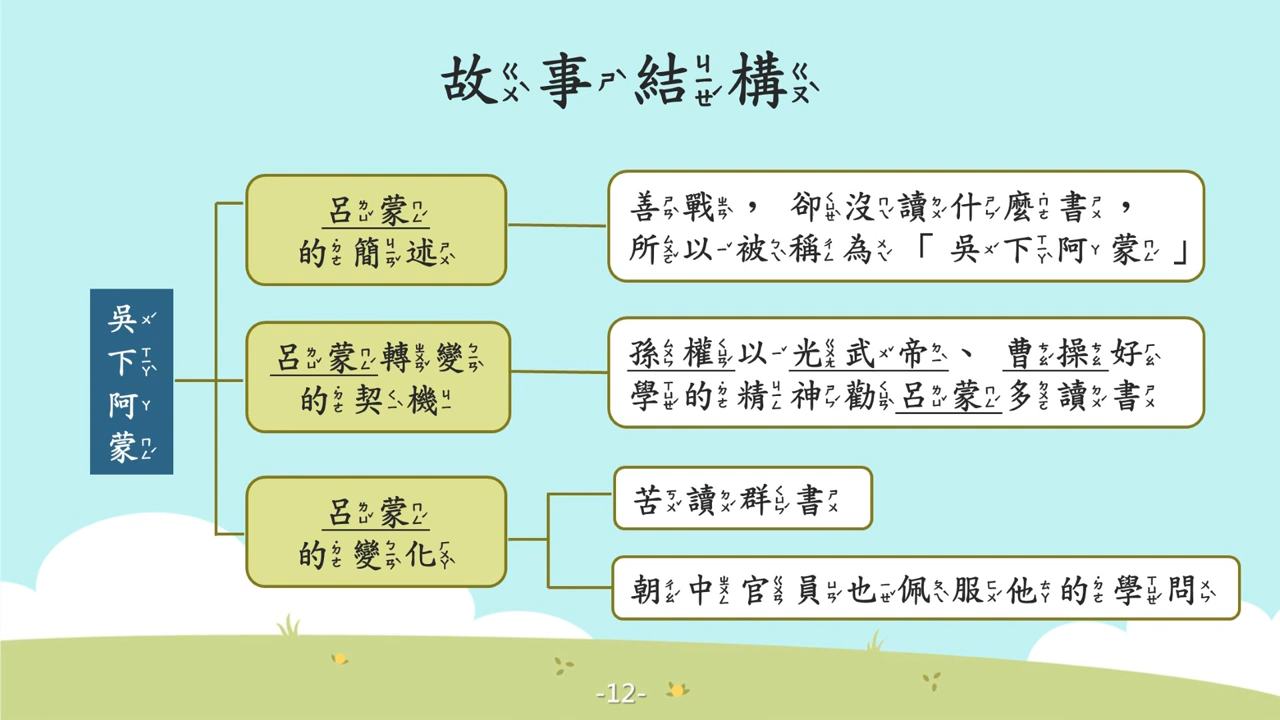 故事結構
吳下阿蒙
呂蒙
的簡述
善戰，卻沒讀什麼書，
所以被稱為「吳下阿蒙」
呂蒙轉變
的契機
孫權以光武帝、曹操好
學的精神勸呂蒙多讀書
呂蒙
的變化
苦讀群書
朝中官員也佩服他的學問
-12-